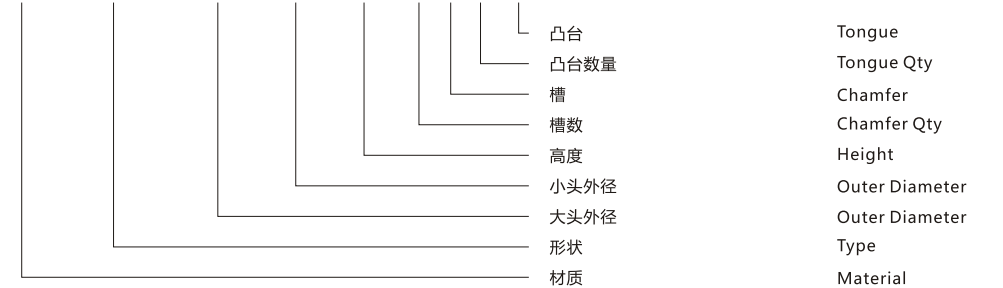 凸台 Tongue
凸台数量 Tongue Qty
槽 Chamfer
槽数 Chamfer Qty
高度 Height
小头外径 Outer Diameter
大头外径 Outer Diameter
形状 Type
材质 Material